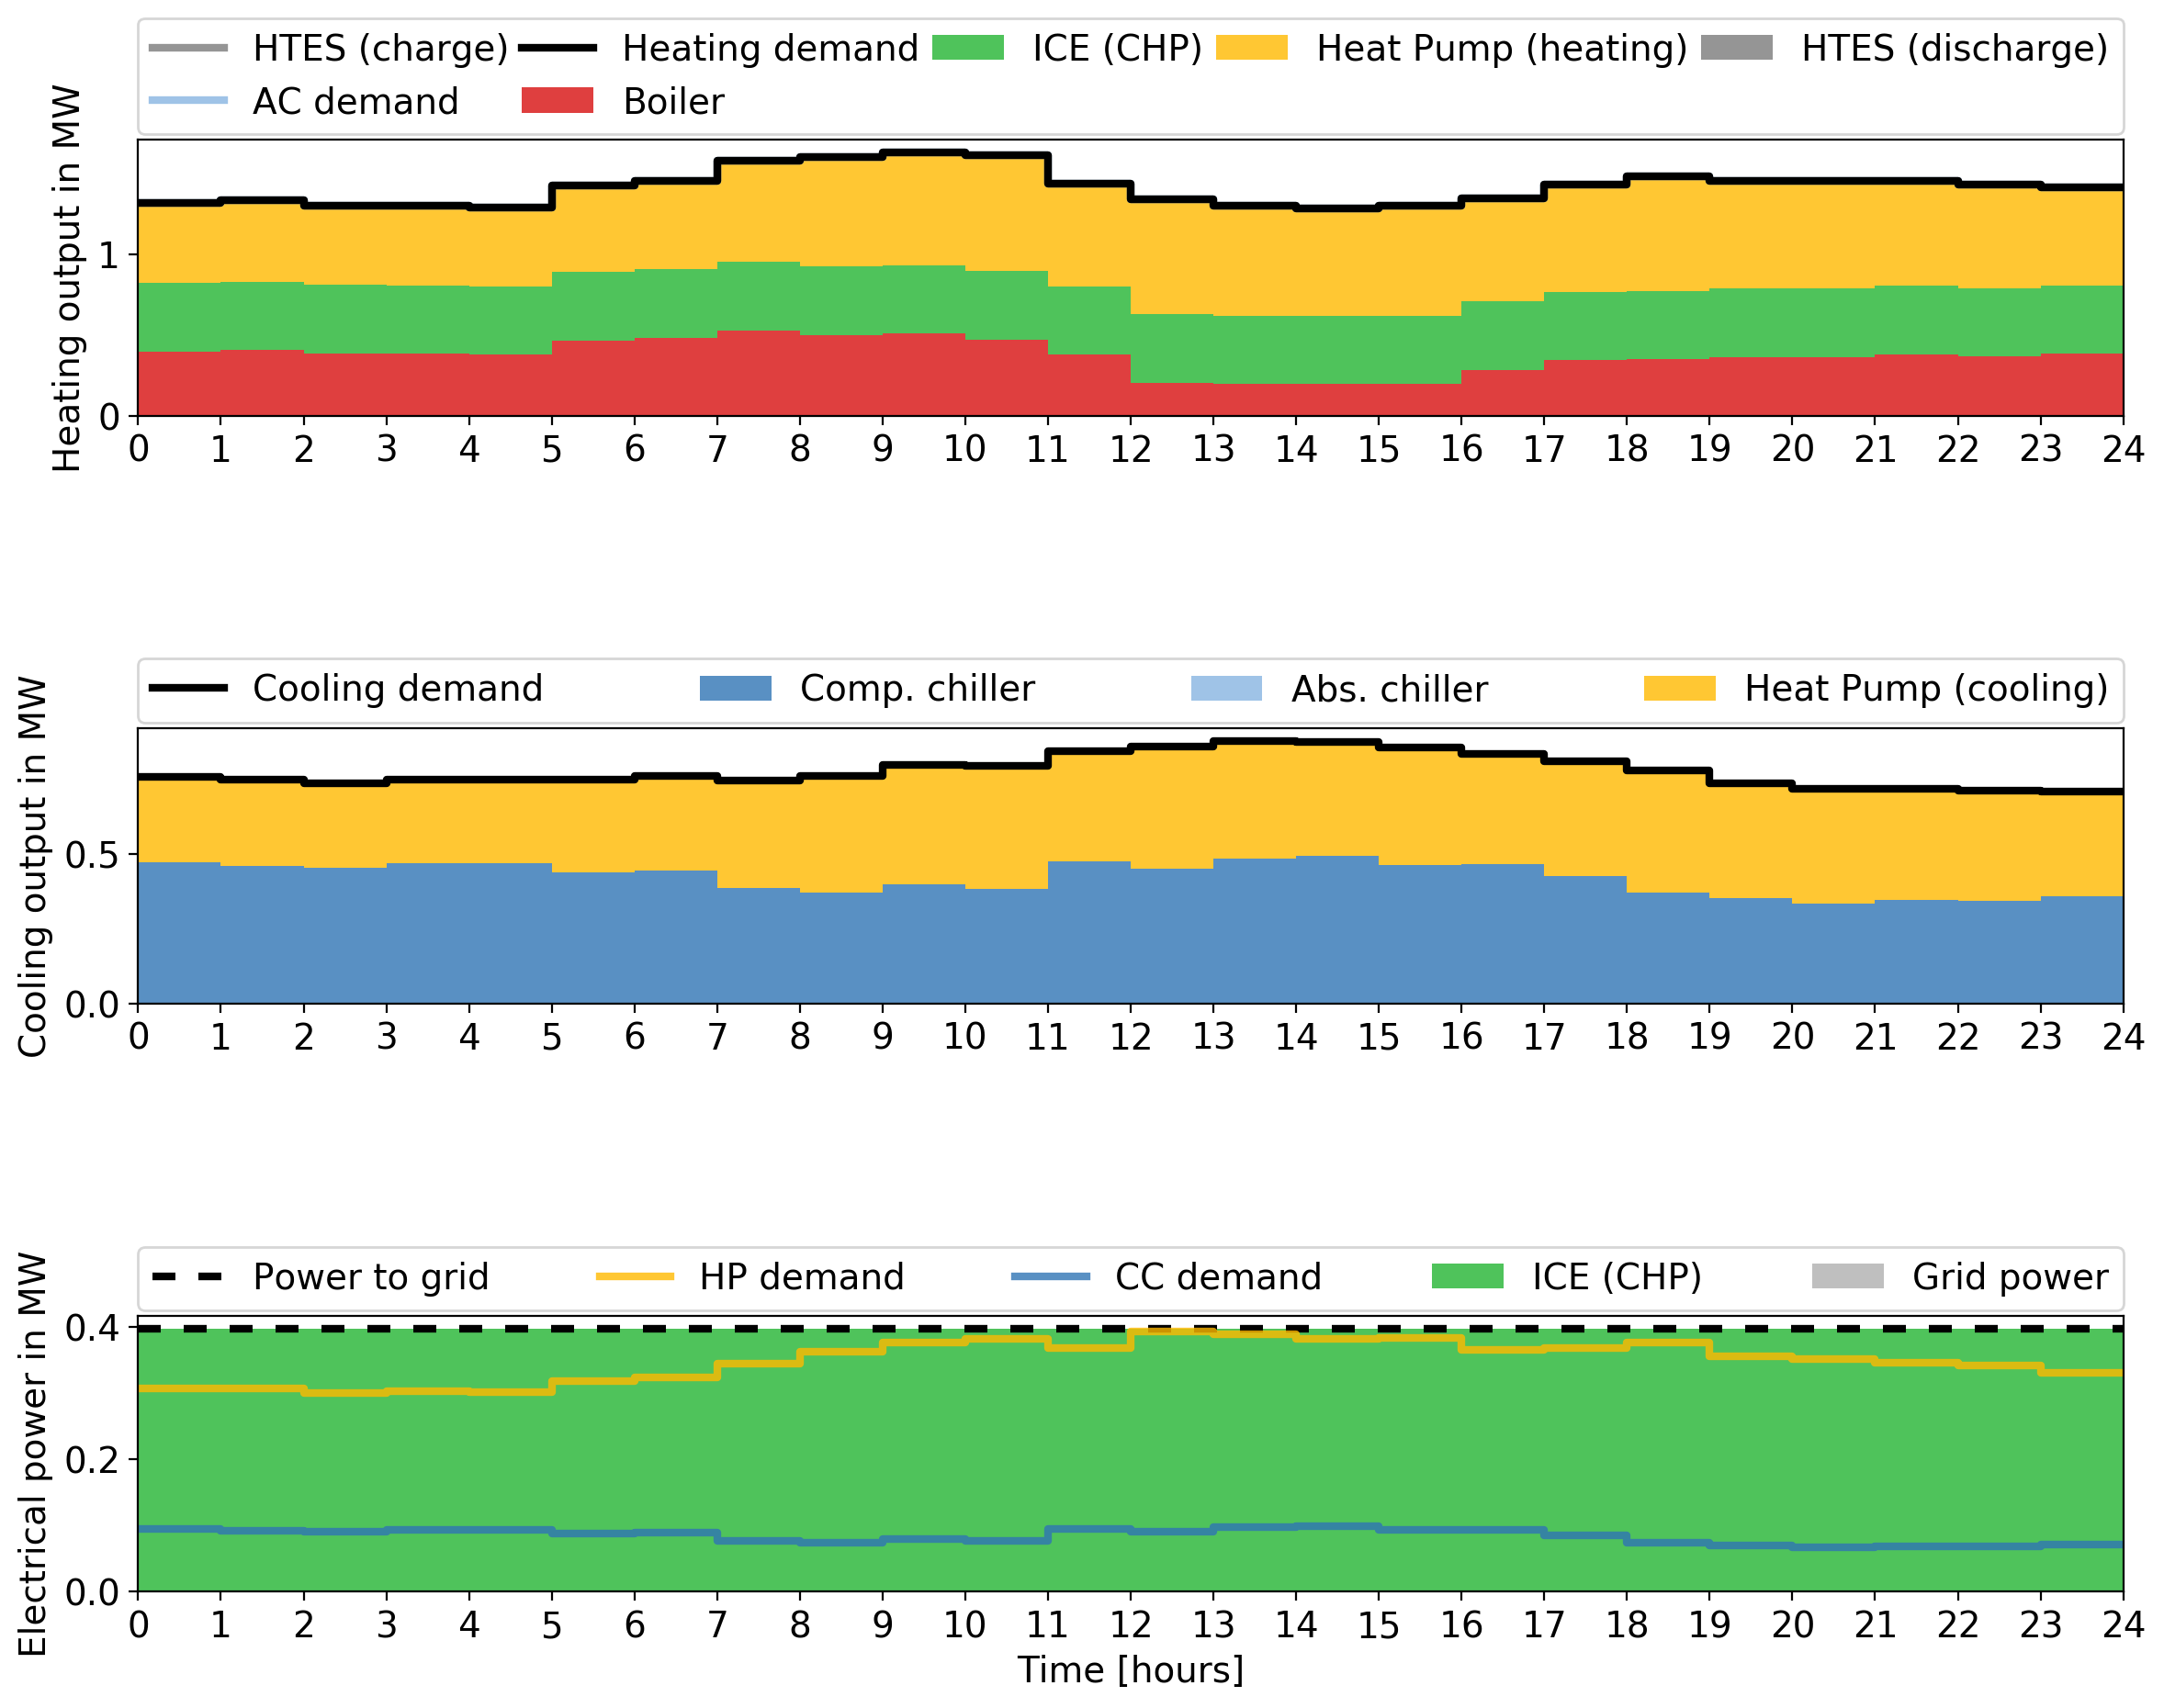 HTES (charge) Heating demand ICE (CHP) Heat Pump (heating) HTES (discharge)
AC demand Boiler
Heating output in MW
1
0
0 1 2 3 4 5 6 7 8 9 10 11 12 13 14 15 16 17 18 19 20 21 22 23 24
Cooling demand Comp. chiller Abs. chiller Heat Pump (cooling)
Cooling output in MW
0.5
0.0
0 1 2 3 4 5 6 7 8 9 10 11 12 13 14 15 16 17 18 19 20 21 22 23 24
Power to grid HP demand CC demand ICE (CHP) Grid power
Electrical power in MW
0.4
0.2
0.0
0 1 2 3 4 5 6 7 8 9 10 11 12 13 14 15 16 17 18 19 20 21 22 23 24
Time [hours]